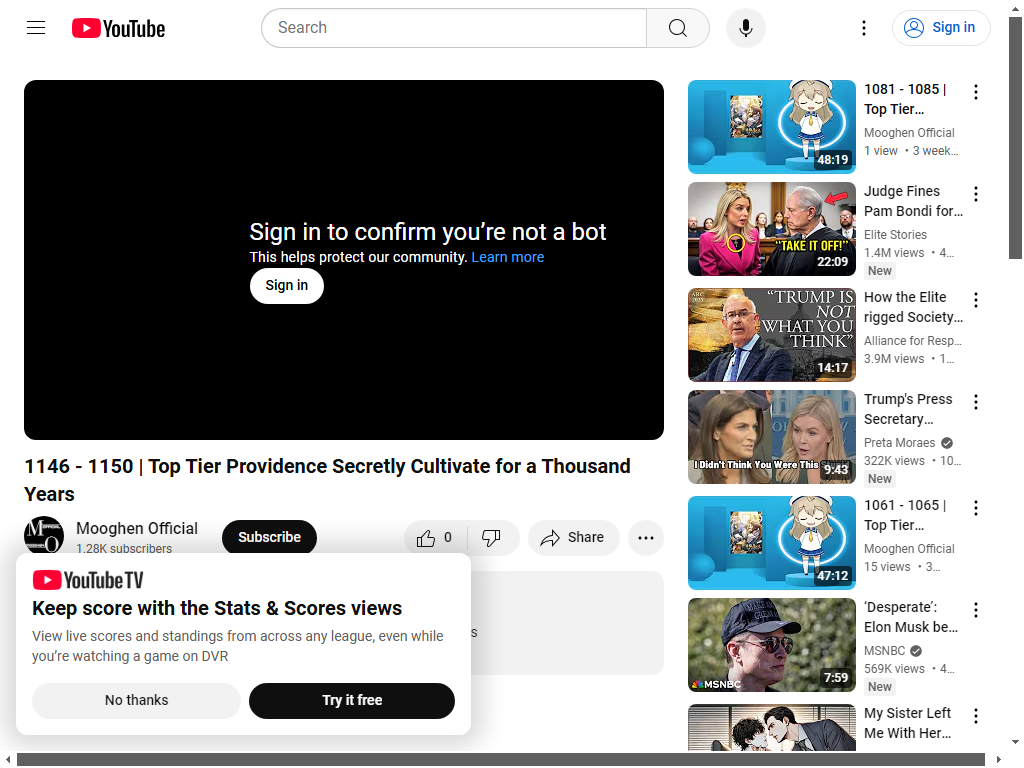 YouTube
Search
Sign in
Sign in to confirm you're not a bot
This helps protect our community. Learn more
Sign in
1146 - 1150 | Top Tier Providence Secretly Cultivate for a Thousand
Years
Mooghen Official
1.28K subscribers
Subscribe
0
Share
YouTube TV
Keep score with the Stats & Scores views
View live scores and standings from across any league, even while
you're watching a game on DVR
No thanks
Try it free
s
48:19
1081 - 1085 |
Top Tier…
Mooghen Official
1 view • 3 week…
"TAKE IT OFF!"
22:09
Judge Fines
Pam Bondi for…
Elite Stories
1.4M views • 4…
New
ARC
2025
"TRUMP IS
NOT
WHAT YOU
THINK"
14:17
How the Elite
rigged Society…
Alliance for Resp…
3.9M views • 1…
I Didn't Think You Were This
9:43
Trump's Press
Secretary…
Preta Moraes
322K views • 10…
New
47:12
1061 - 1065 |
Top Tier…
Mooghen Official
15 views • 3…
MSNBC
7:59
'Desperate':
Elon Musk be…
MSNBC
569K views • 4…
New
My Sister Left
Me With Her…